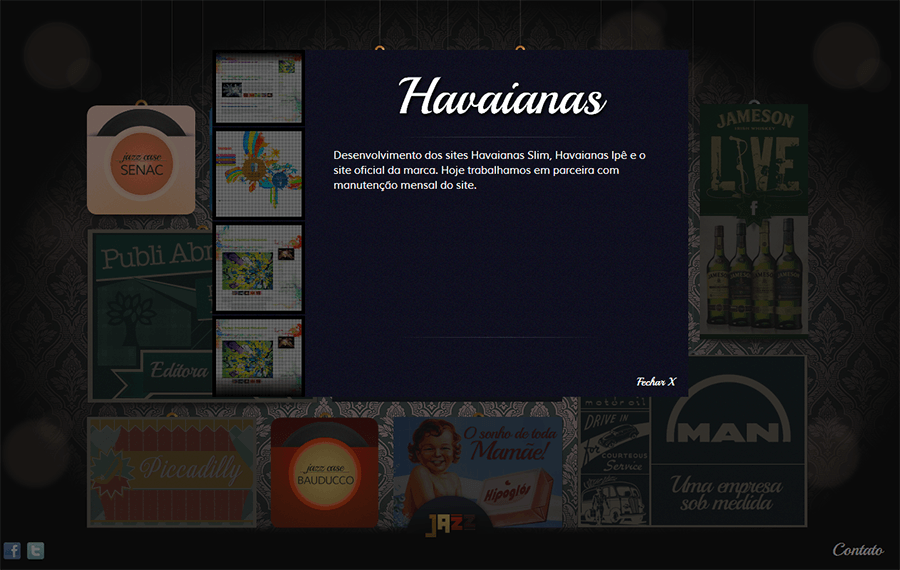 Havaianas
Desenvolvimento dos sites Havaianas Slim, Havaianas Ipê e o
site oficial da marca. Hoje trabalhamos em parceira com
manutenção mensal do site.
Fechar X
jazz case
SENAC
JAMESON
LIVE
f
Publi Abr
Editora
Piccadilly
jazz case
BAUDUCCO
O sonho de toda
Mamãe!
Hipoglós
motorsol
DRIVE IN
COURTEOUS
Service
MAN
Uma empresa
sob medida
JAZZ
f
t
Contato